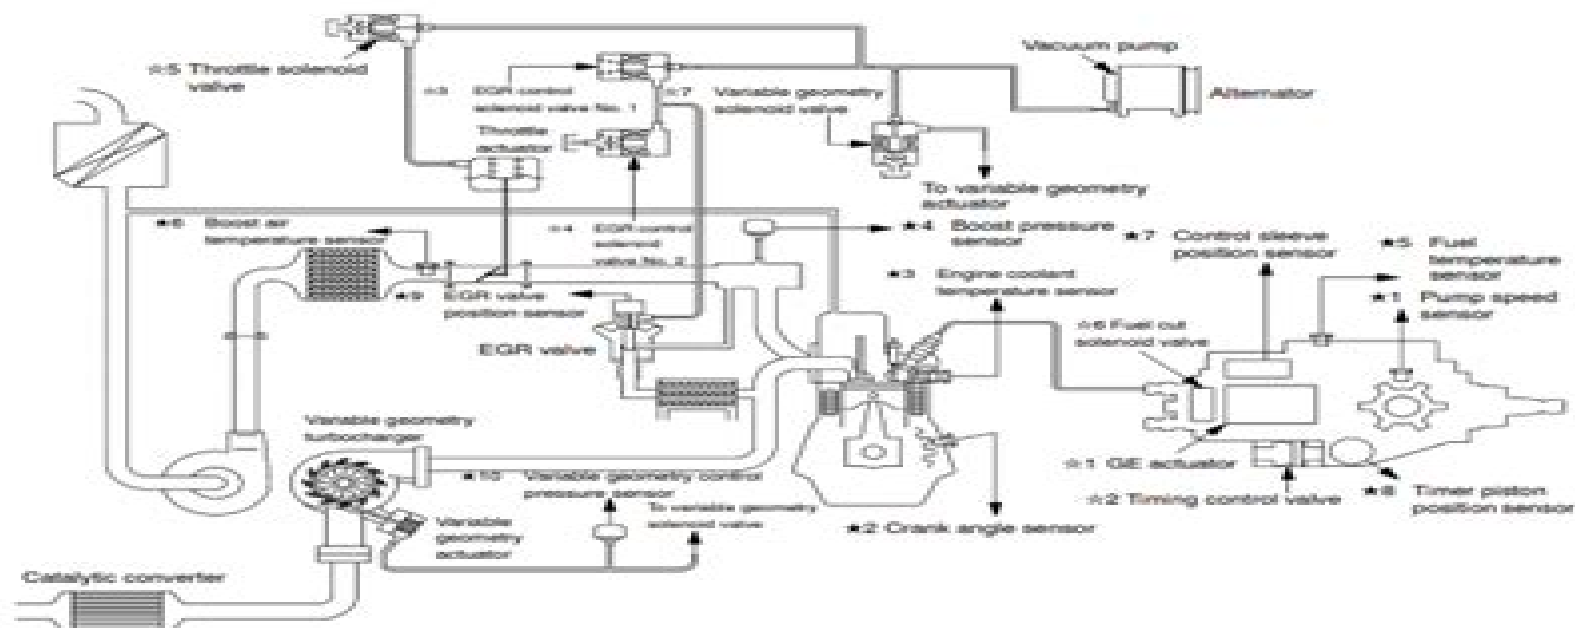 ☆5 Throttle solenoid
valve
☆3 EGR control
solenoid valve No. 1
☆7 Variable geometry
solenoid valve
Vacuum pump
Alternator
Throttle
actuator
To variable geometry
actuator
★6 Boost air
temperature sensor
☆4 EGR control
solenoid
valve No. 2
★4 Boost pressure
sensor
★7 Control sleeve
position sensor
★5 Fuel
temperature
sensor
★3 Engine coolant
temperature sensor
★9 EGR valve
position sensor
★1 Pump speed
sensor
☆6 Fuel cut
solenoid valve
EGR valve
Variable geometry
turbocharger
☆1 GE actuator
★10 Variable geometry control
pressure sensor
☆2 Timing control valve
★8 Timer piston
position sensor
To variable geometry
solenoid valve
★2 Crank angle sensor
Variable
geometry
actuator
Catalytic converter